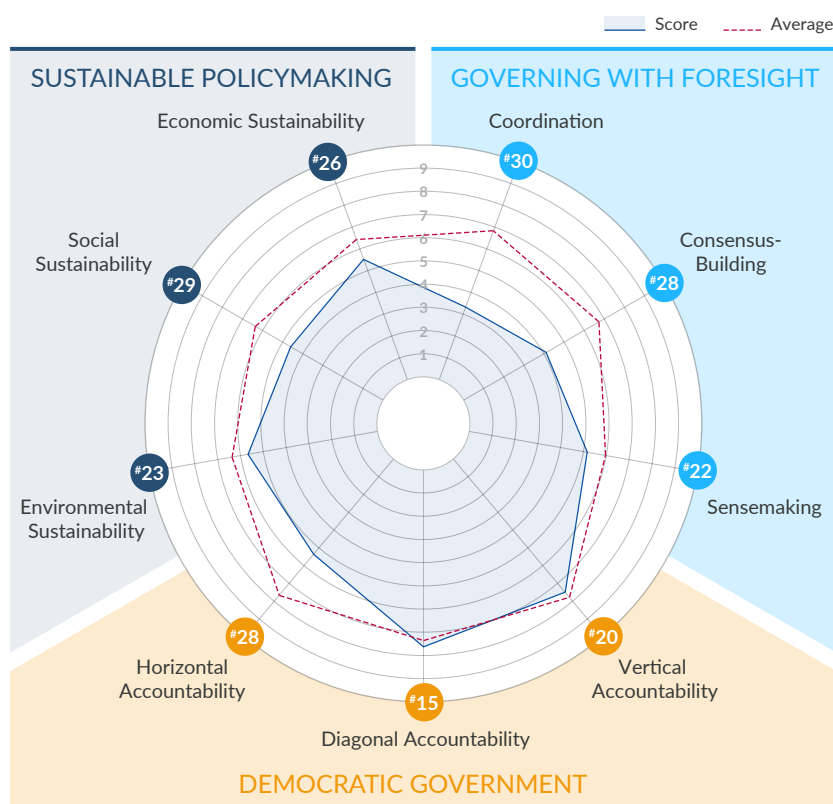 Score
Average
SUSTAINABLE POLICYMAKING
GOVERNING WITH FORESIGHT
Economic Sustainability
Coordination
#26
#30
9
8
7
6
5
4
3
2
1
Social
Sustainability
#29
Consensus-
Building
#28
#23
Environmental
Sustainability
#22
Sensemaking
#28
Horizontal
Accountability
#20
Vertical
Accountability
#15
Diagonal Accountability
DEMOCRATIC GOVERNMENT